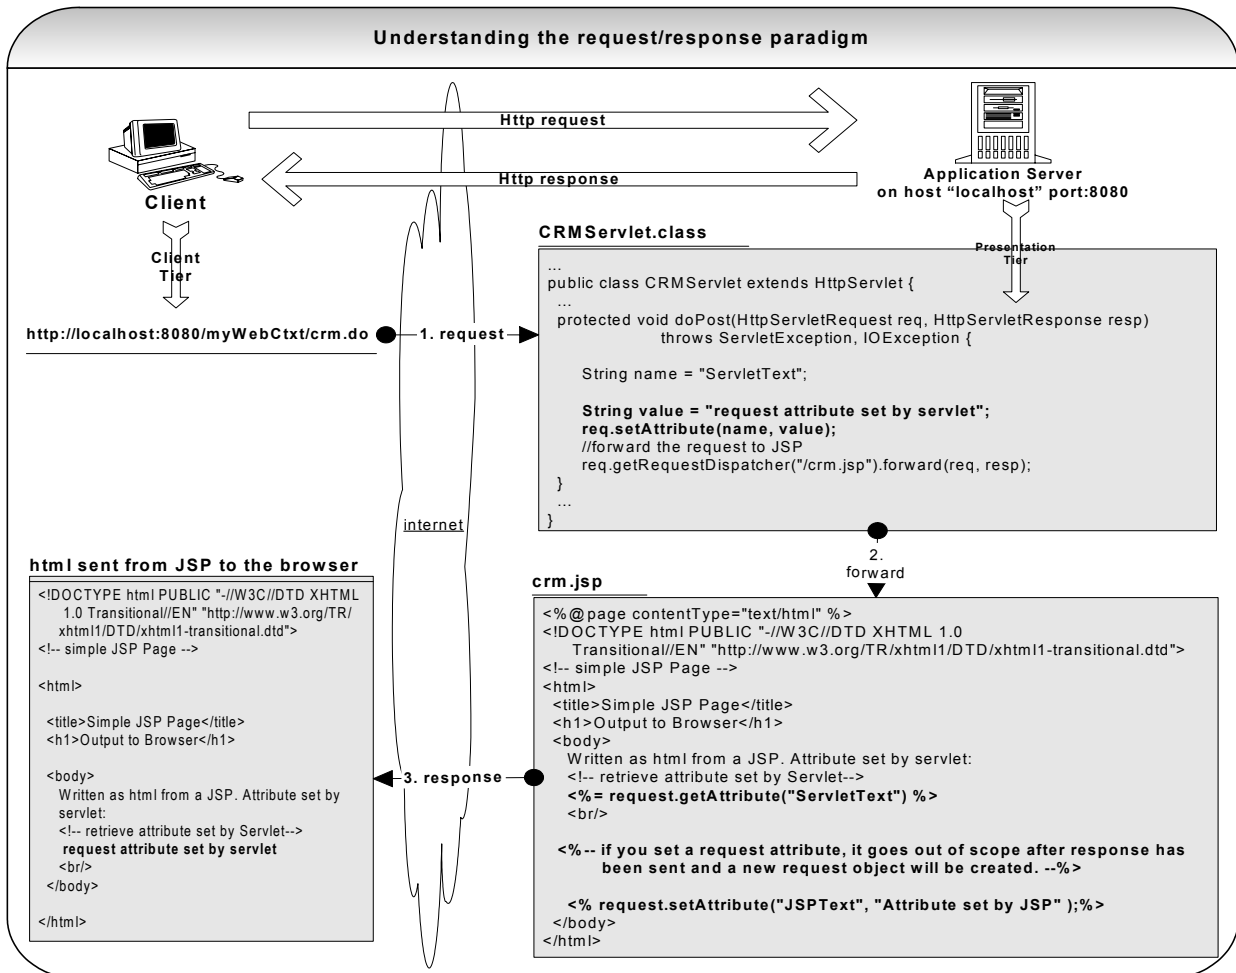 Understanding the request/response paradigm
Http request
Http response
Client
Application Server
on host “localhost” port:8080
Client
Tier
Presentation
Tier
http://localhost:8080/myWebCtxt/crm.do
1. request
CRMServlet.class
...
public class CRMServlet extends HttpServlet {
...
protected void doPost(HttpServletRequest req, HttpServletResponse resp)
throws ServletException, IOException {
String name = "ServletText";
String value = "request attribute set by servlet";
req.setAttribute(name, value);
//forward the request to JSP
req.getRequestDispatcher("/crm.jsp").forward(req, resp);
}
...
}
internet
2.
forward
crm.jsp
<%@page contentType="text/html" %>
<!DOCTYPE html PUBLIC "-//W3C//DTD XHTML 1.0
Transitional//EN" "http://www.w3.org/TR/xhtml1/DTD/xhtml1-transitional.dtd">
<!-- simple JSP Page -->
<html>
<title>Simple JSP Page</title>
<h1>Output to Browser</h1>
<body>
Written as html from a JSP. Attribute set by servlet:
<!-- retrieve attribute set by Servlet-->
<%= request.getAttribute("ServletText") %>
<br/>
<%-- if you set a request attribute, it goes out of scope after response has
been sent and a new request object will be created. --%>
<% request.setAttribute("JSPText", "Attribute set by JSP" );%>
</body>
</html>
3. response
html sent from JSP to the browser
<!DOCTYPE html PUBLIC "-//W3C//DTD XHTML
1.0 Transitional//EN" "http://www.w3.org/TR/
xhtml1/DTD/xhtml1-transitional.dtd">
<!-- simple JSP Page -->
<html>
<title>Simple JSP Page</title>
<h1>Output to Browser</h1>
<body>
Written as html from a JSP. Attribute set by
servlet:
<!-- retrieve attribute set by Servlet-->
request attribute set by servlet
<br/>
</body>
</html>